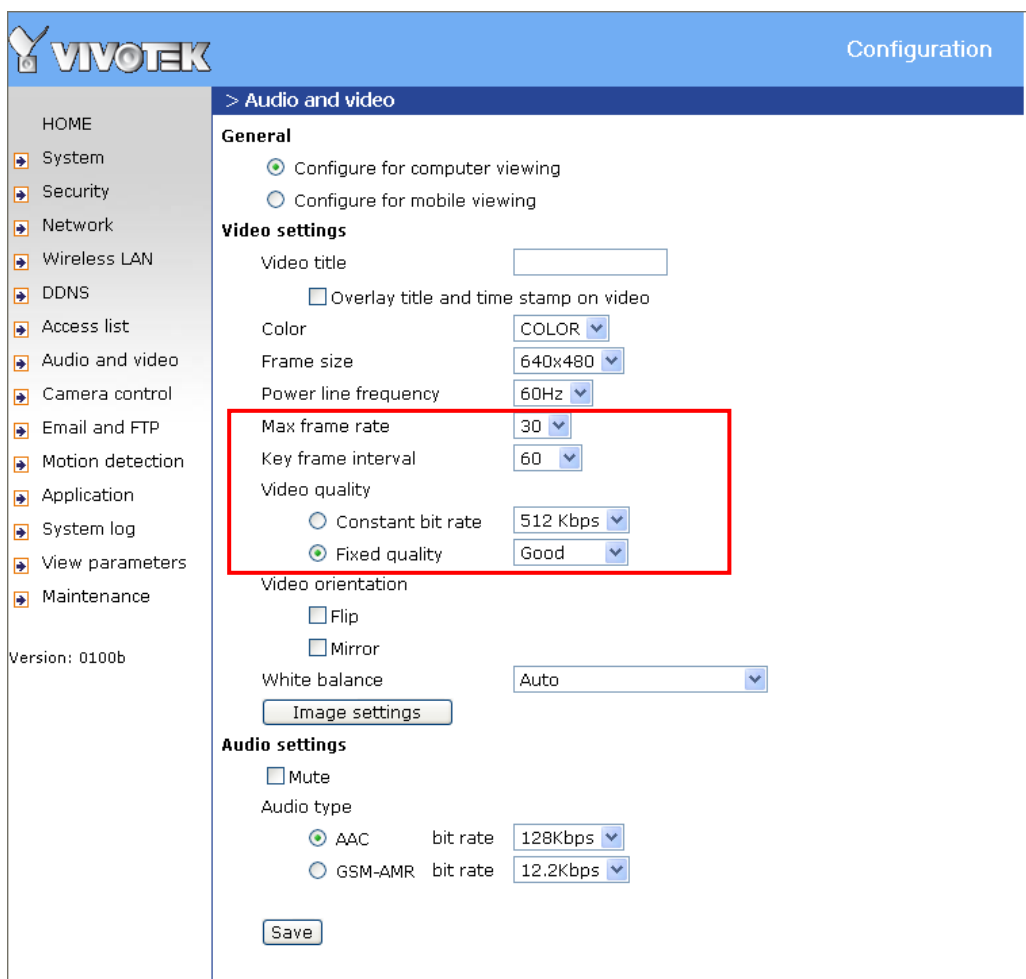 VIVOTEK
Configuration
HOME
System
Security
Network
Wireless LAN
DDNS
Access list
Audio and video
Camera control
Email and FTP
Motion detection
Application
System log
View parameters
Maintenance
Version: 0100b
> Audio and video
General
Configure for computer viewing
Configure for mobile viewing
Video settings
Video title
Overlay title and time stamp on video
Color COLOR
Frame size 640x480
Power line frequency 60Hz
Max frame rate 30
Key frame interval 60
Video quality
Constant bit rate 512 Kbps
Fixed quality Good
Video orientation
Flip
Mirror
White balance Auto
Image settings
Audio settings
Mute
Audio type
AAC bit rate 128Kbps
GSM-AMR bit rate 12.2Kbps
Save